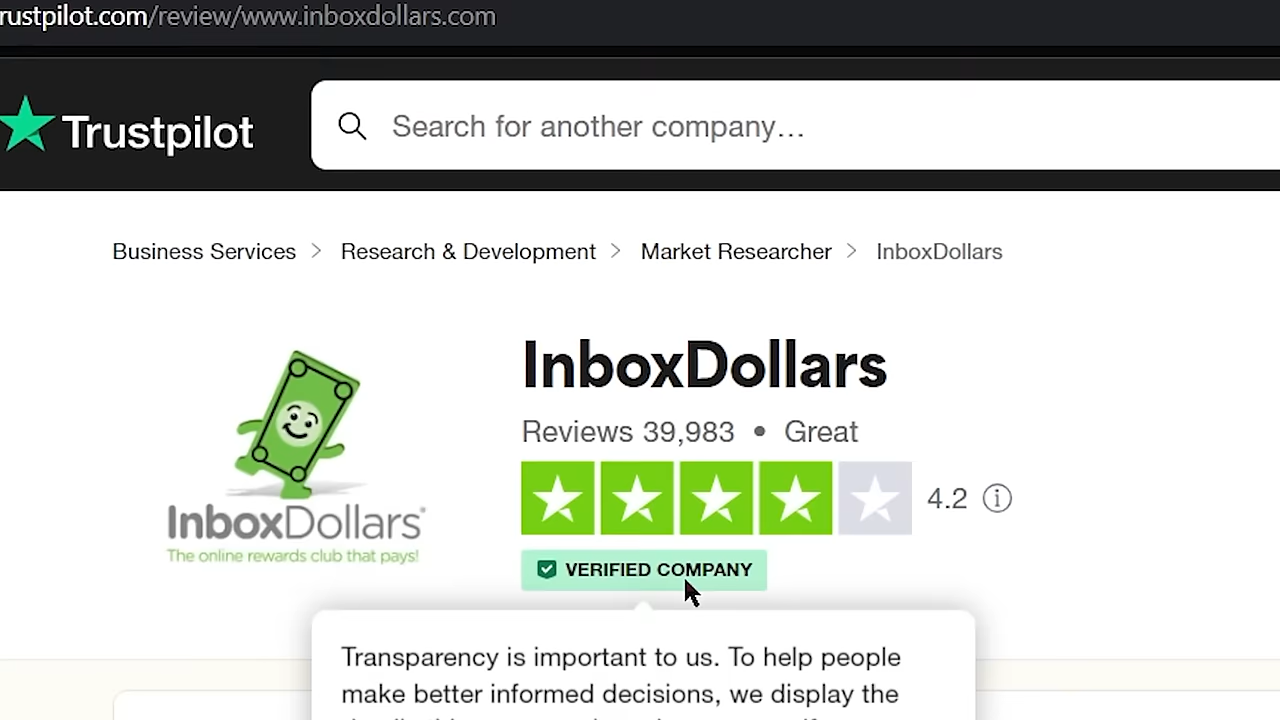 rustpilot.com/review/www.inboxdollars.com
Trustpilot
Search for another company...
Business Services > Research & Development > Market Researcher > InboxDollars
InboxDollars
Reviews 39,983 • Great
4.2
InboxDollars®
The online rewards club that pays!
VERIFIED COMPANY
Transparency is important to us. To help people
make better informed decisions, we display the